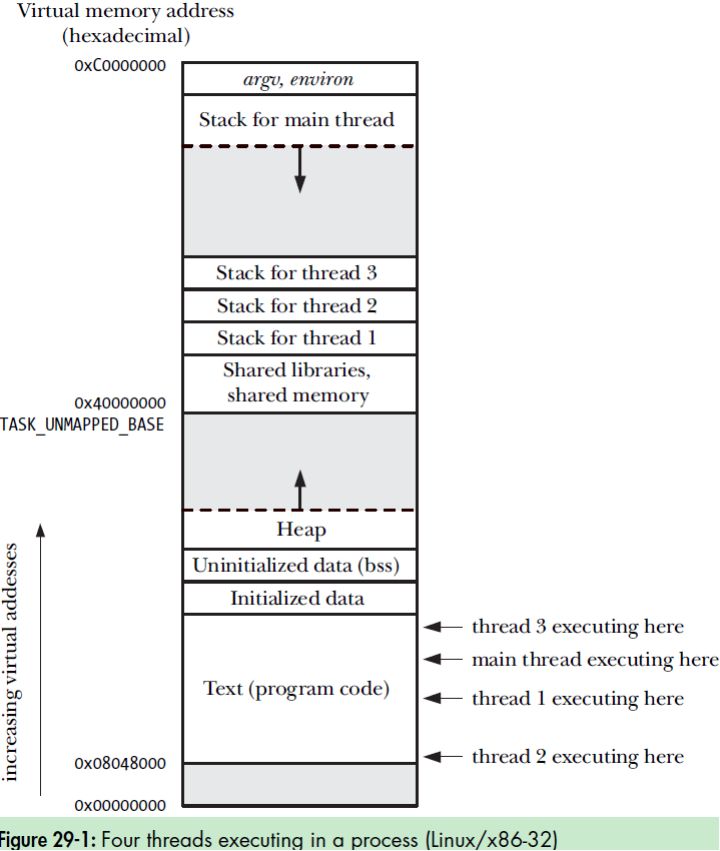 Virtual memory address
(hexadecimal)
0xC0000000
argv, environ
Stack for main thread
Stack for thread 3
Stack for thread 2
Stack for thread 1
Shared libraries,
shared memory
0x40000000
TASK_UNMAPPED_BASE
Heap
Uninitialized data (bss)
Initialized data
thread 3 executing here
main thread executing here
Text (program code)
thread 1 executing here
thread 2 executing here
0x08048000
0x00000000
increasing virtual addesses
Figure 29-1: Four threads executing in a process (Linux/x86-32)